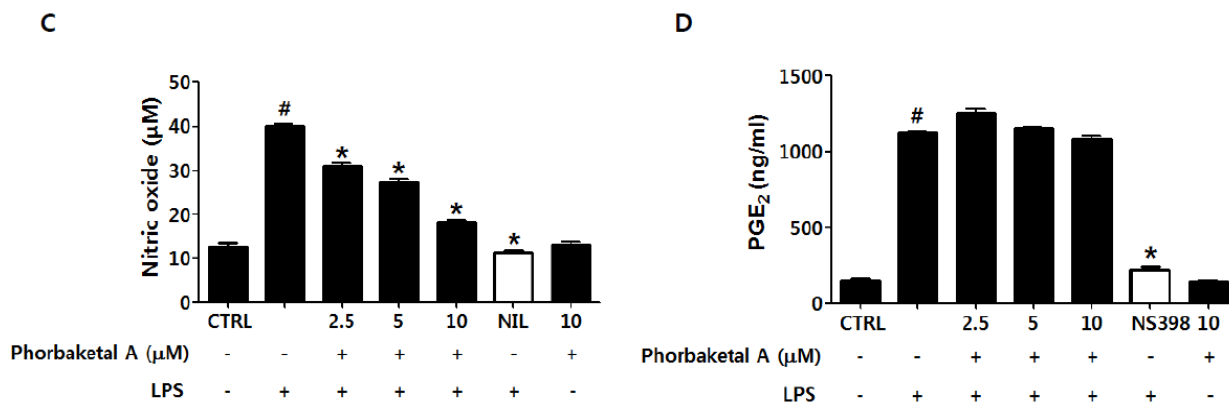 C
D
Nitric oxide (μM)
50
40
30
20
10
0
#
*
*
*
*
CTRL 2.5 5 10 NIL 10
Phorbaketal A (μM) - - + + + - +
LPS - + + + + + -
PGE2 (ng/ml)
1500
1000
500
0
#
*
CTRL 2.5 5 10 NS398 10
Phorbaketal A (μM) - - + + + - +
LPS - + + + + + -